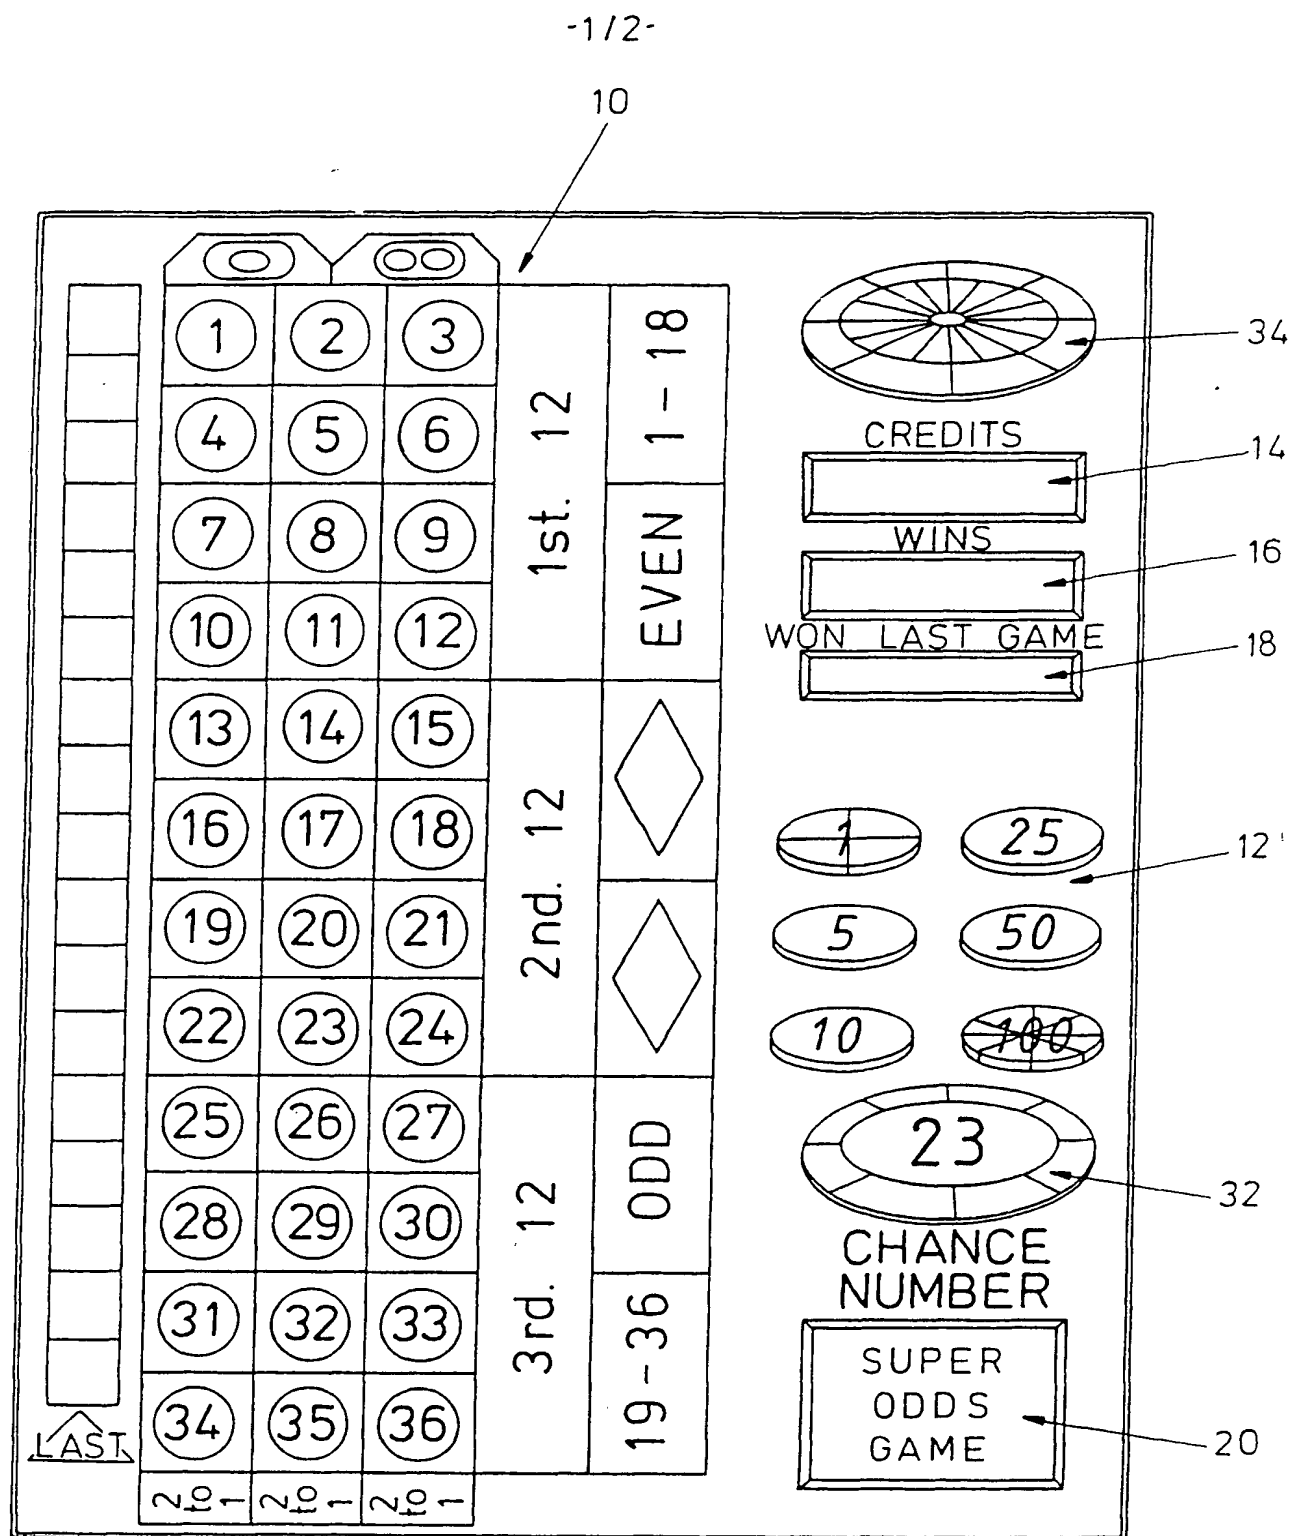 -1/2-
10
0 00
1 2 3
4 5 6
7 8 9
10 11 12
13 14 15
16 17 18
19 20 21
22 23 24
25 26 27
28 29 30
31 32 33
34 35 36
2 to 1 2 to 1 2 to 1
LAST
1st. 12
2nd. 12
3rd. 12
1-18
EVEN
ODD
19-36
34
CREDITS
14
WINS
16
WON LAST GAME
18
1 25
12'
5 50
10 100
23
32
CHANCE
NUMBER
SUPER
ODDS
GAME
20